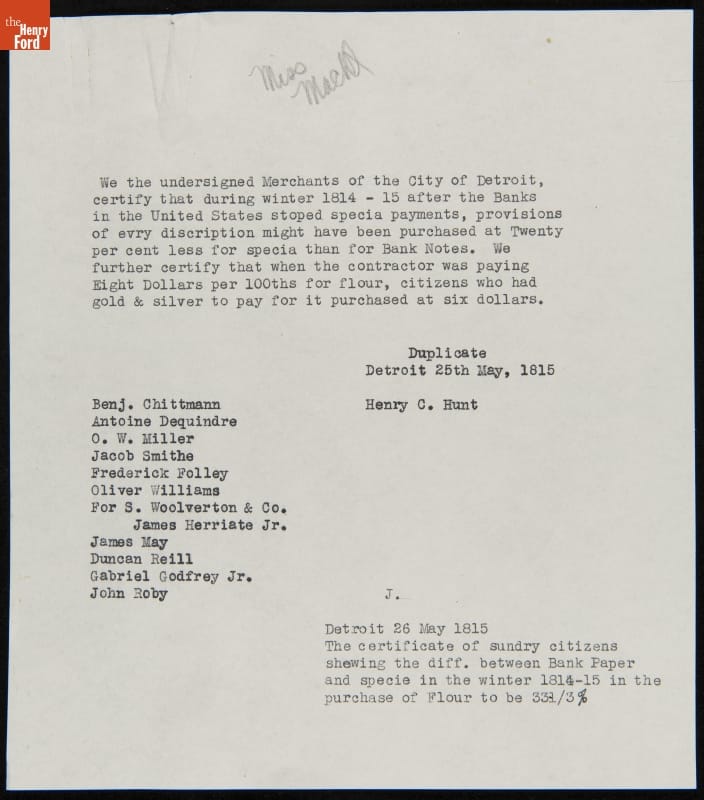 the
Henry
Ford
Miss
We the undersigned Merchants of the City of Detroit,
certify that during winter 1814 - 15 after the Banks
in the United States stoped specia payments, provisions
of evry discription might have been purchased at Twenty
per cent less for specia than for Bank Notes. We
further certify that when the contractor was paying
Eight Dollars per 100ths for flour, citizens who had
gold & silver to pay for it purchased at six dollars.
Duplicate
Detroit 25th May, 1815
Benj. Chittmann
Henry C. Hunt
Antoine Dequindre
O. W. Miller
Jacob Smithe
Frederick Folley
Oliver Williams
For S. Woolverton & Co.
James Herriate Jr.
James May
Duncan Reill
Gabriel Godfrey Jr.
John Roby
J.
Detroit 26 May 1815
The certificate of sundry citizens
shewing the diff. between Bank Paper
and specie in the winter 1814-15 in the
purchase of Flour to be 331/3%